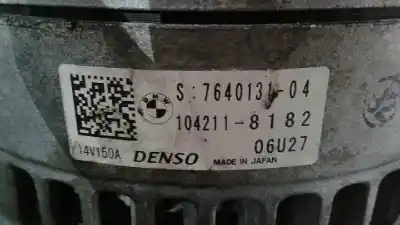 S:7640131-04
104211-8182
06U27
14V150A DENSO MADE IN JAPAN